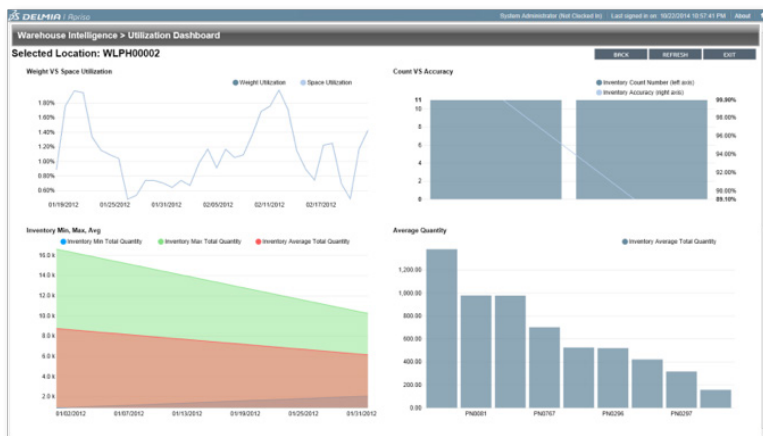 DELMIA | Apriso
System Administrator (Not Clocked In) | Last signed in on: 10/22/2014 10:57:41 PM | About
Warehouse Intelligence > Utilization Dashboard
Selected Location: WLPH00002
BACK REFRESH EXIT
Weight VS Space Utilization
Weight Utilization Space Utilization
1.80%
1.60%
1.40%
1.20%
1.00%
0.80%
0.60%
01/19/2012 01/25/2012 01/31/2012 02/05/2012 02/11/2012 02/17/2012
Count VS Accuracy
Inventory Count Number (left axis)
Inventory Accuracy (right axis)
11 99.00%
10 98.00%
8 96.00%
6 94.00%
4 92.00%
2 90.00%
0 89.10%
Inventory Min, Max, Avg
Inventory Min Total Quantity Inventory Max Total Quantity Inventory Average Total Quantity
16.0 k
14.0 k
12.0 k
10.0 k
8.0 k
6.0 k
4.0 k
2.0 k
01/02/2012 01/07/2012 01/13/2012 01/19/2012 01/25/2012 01/31/2012
Average Quantity
Inventory Average Total Quantity
1,200.00
1,000.00
800.00
600.00
400.00
200.00
0.00
PN0001 PN0767 PN0296 PN0297